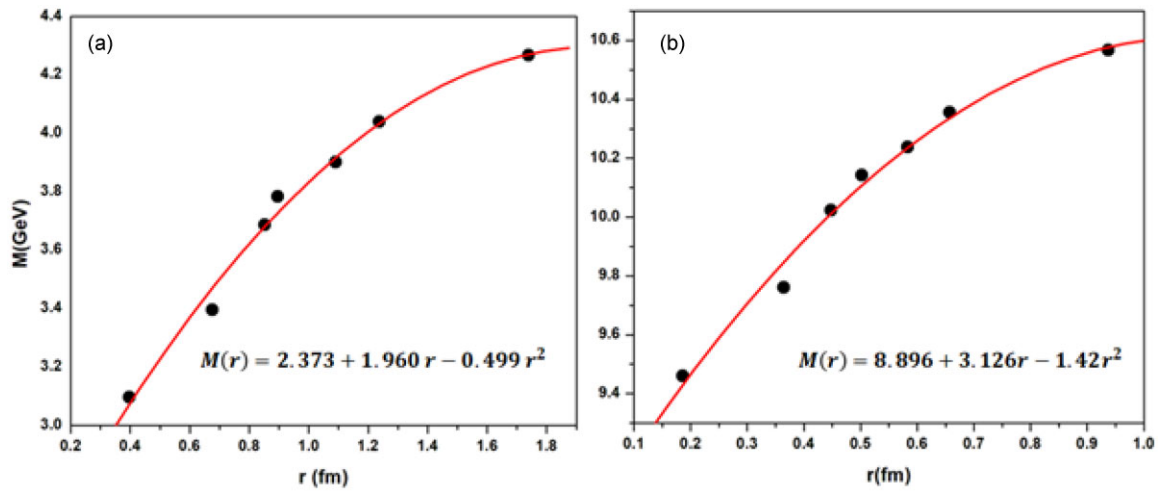 (a)
M(GeV)
4.4
4.2
4.0
3.8
3.6
3.4
3.2
3.0
0.2 0.4 0.6 0.8 1.0 1.2 1.4 1.6 1.8
r (fm)
M(r) = 2.373 + 1.960 r − 0.499 r²
(b)
10.6
10.4
10.2
10.0
9.8
9.6
9.4
0.1 0.2 0.3 0.4 0.5 0.6 0.7 0.8 0.9 1.0
r(fm)
M(r) = 8.896 + 3.126r − 1.42r²